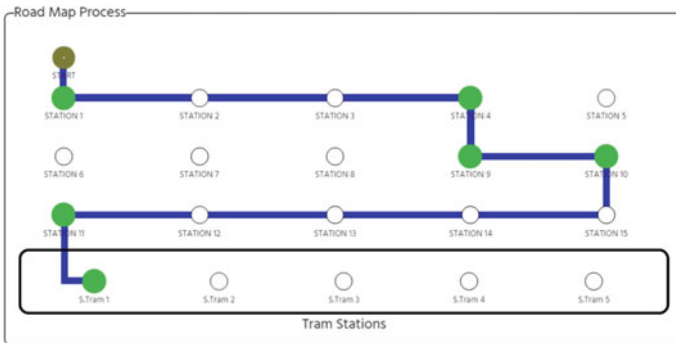 Road Map Process
START
STATION 1 STATION 2 STATION 3 STATION 4 STATION 5
STATION 6 STATION 7 STATION 8 STATION 9 STATION 10
STATION 11 STATION 12 STATION 13 STATION 14 STATION 15
S.Tram 1 S.Tram 2 S.Tram 3 S.Tram 4 S.Tram 5
Tram Stations